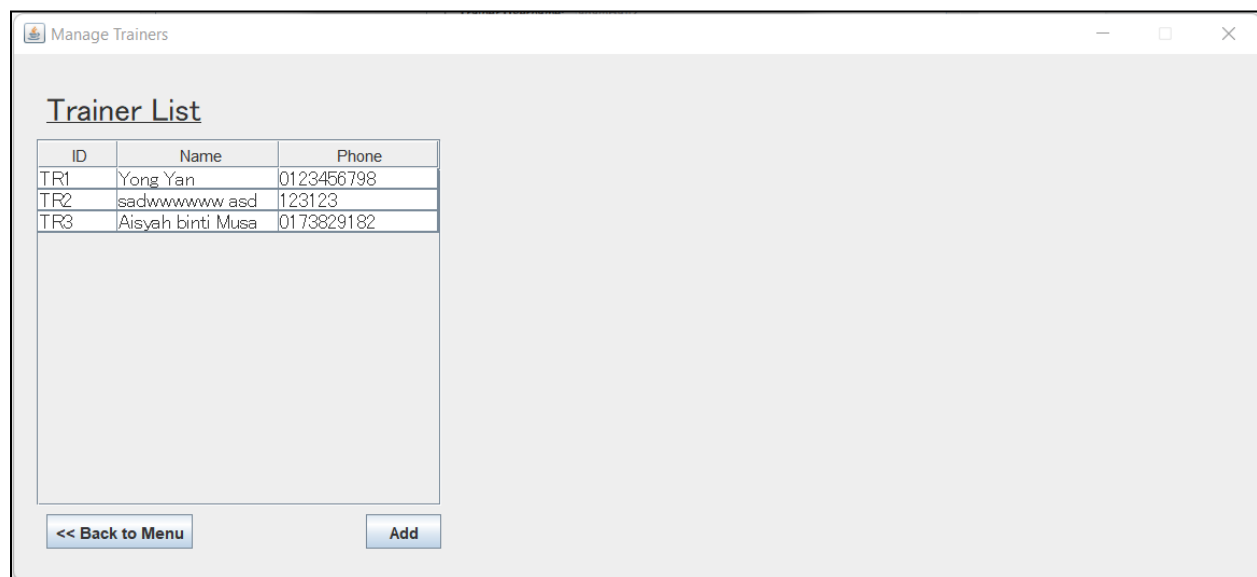 Manage Trainers
Trainer List
ID Name Phone
TR1 Yong Yan 0123456798
TR2 sadwwwwww asd 123123
TR3 Aisyah binti Musa 0173829182
<< Back to Menu Add